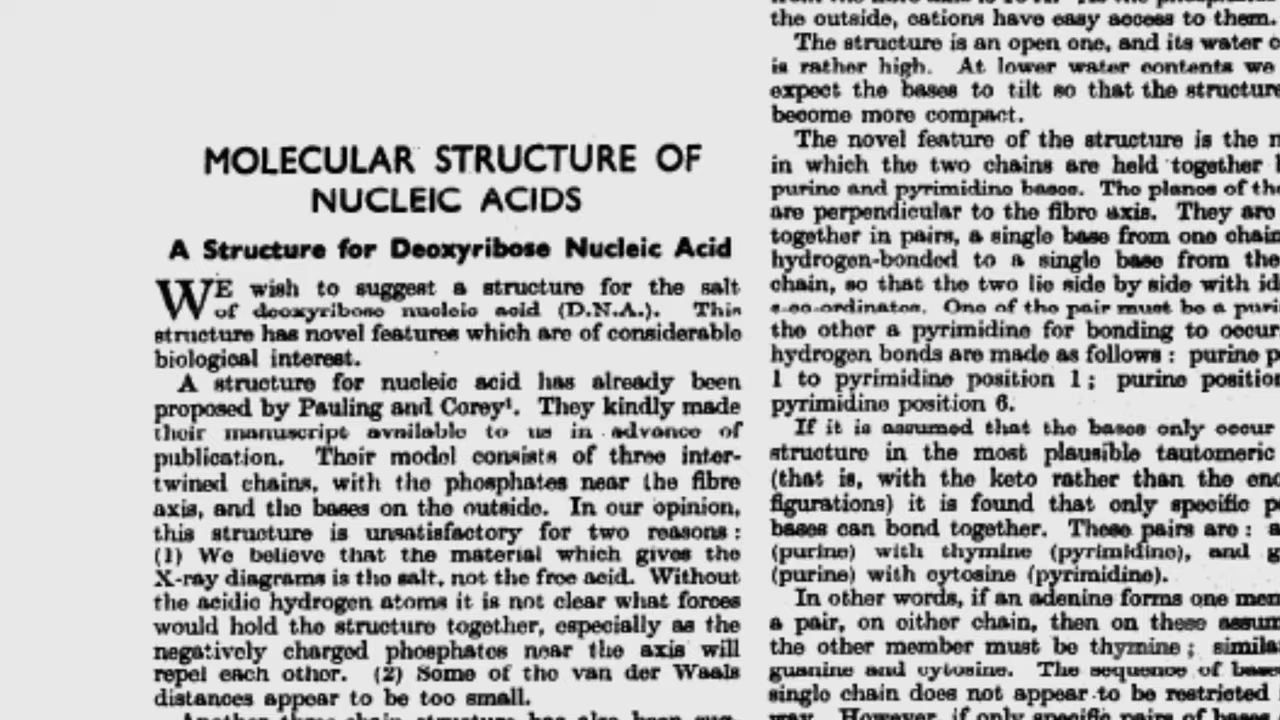 MOLECULAR STRUCTURE OF
NUCLEIC ACIDS
A Structure for Deoxyribose Nucleic Acid
WE wish to suggest a structure for the salt
of deoxyribose nucleic acid (D.N.A.). This
structure has novel features which are of considerable
biological interest.
A structure for nucleic acid has already been
proposed by Pauling and Corey¹. They kindly made
their manuscript available to us in advance of
publication. Their model consists of three inter-
twined chains, with the phosphates near the fibre
axis, and the bases on the outside. In our opinion,
this structure is unsatisfactory for two reasons :
(1) We believe that the material which gives the
X-ray diagrams is the salt, not the free acid. Without
the acidic hydrogen atoms it is not clear what forces
would hold the structure together, especially as the
negatively charged phosphates near the axis will
repel each other. (2) Some of the van der Waals
distances appear to be too small.
the outside, cations have easy access to them.
The structure is an open one, and its water
is rather high. At lower water contents we
expect the bases to tilt so that the structure
become more compact.
The novel feature of the structure is the
in which the two chains are held together
purine and pyrimidine bases. The planes of the
are perpendicular to the fibre axis. They are
together in pairs, a single base from one chain
hydrogen-bonded to a single base from the
chain, so that the two lie side by side with
One of the pair must be a
the other a pyrimidine for bonding to occur
hydrogen bonds are made as follows : purine
1 to pyrimidine position 1 ; purine position
pyrimidine position 6.
If it is assumed that the bases only occur
structure in the most plausible tautomeric
(that is, with the keto rather than the
figurations) it is found that only specific
bases can bond together. These pairs are :
(purine) with thymine (pyrimidine), and
(purine) with cytosine (pyrimidine).
In other words, if an adenine forms one
a pair, on either chain, then on these
the other member must be thymine ;
guanine and cytosine. The sequence of
single chain does not appear to be restricted
way. However, if only specific pairs of bases